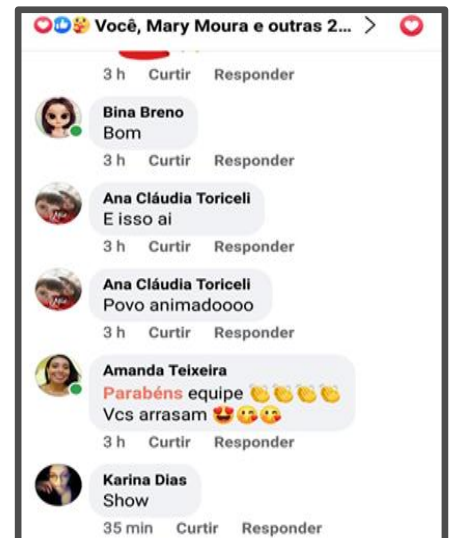 Você, Mary Moura e outras 2... >
3 h Curtir Responder
Bina Breno
Bom
3 h Curtir Responder
Ana Cláudia Toriceli
E isso ai
3 h Curtir Responder
Ana Cláudia Toriceli
Povo animadoooo
3 h Curtir Responder
Amanda Teixeira
Parabéns equipe 👏👏👏👏
Vcs arrasam 😍😘😘
3 h Curtir Responder
Karina Dias
Show
35 min Curtir Responder